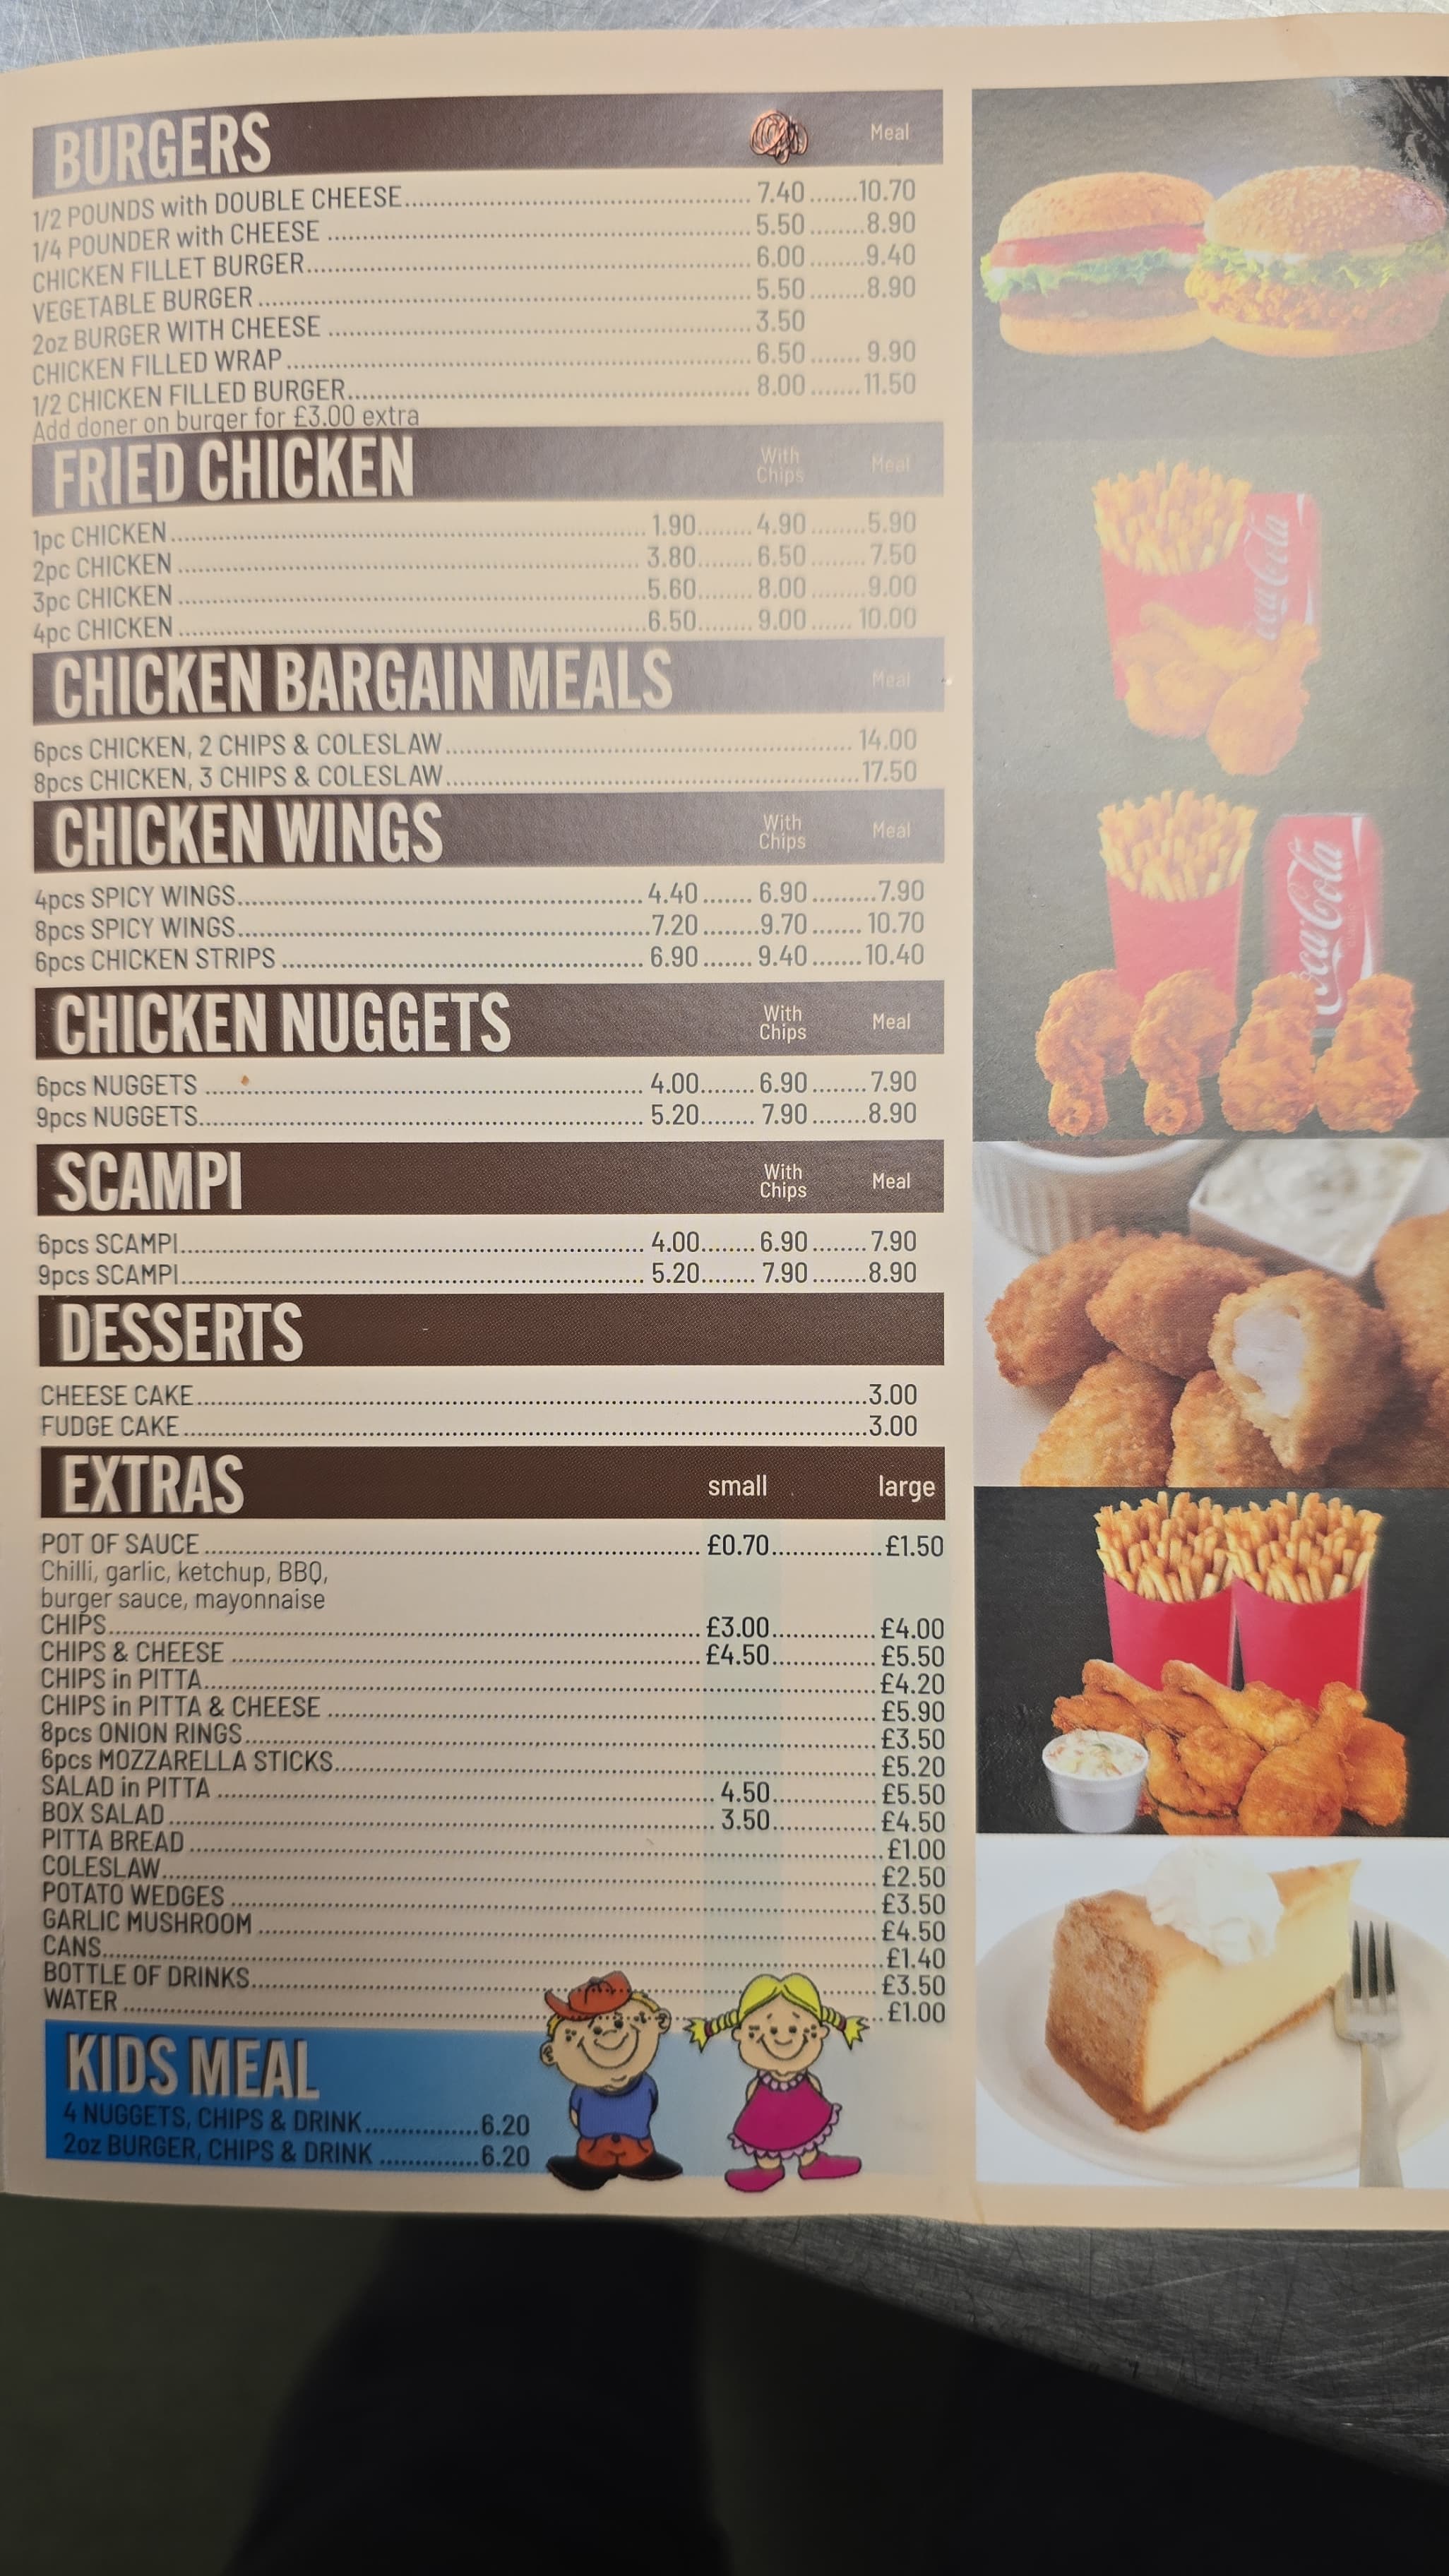 BURGERS Meal
1/2 POUNDS with DOUBLE CHEESE 7.40 10.70
1/4 POUNDER with CHEESE 5.50 8.90
CHICKEN FILLET BURGER 6.00 9.40
VEGETABLE BURGER 5.50 8.90
2oz BURGER WITH CHEESE 3.50
CHICKEN FILLED WRAP 6.50 9.90
1/2 CHICKEN FILLED BURGER 8.00 11.50
Add doner on burger for £3.00 extra
FRIED CHICKEN With Chips Meal
1pc CHICKEN 1.90 4.90 5.90
2pc CHICKEN 3.80 6.50 7.50
3pc CHICKEN 5.60 8.00 9.00
4pc CHICKEN 6.50 9.00 10.00
CHICKEN BARGAIN MEALS Meal
6pcs CHICKEN, 2 CHIPS & COLESLAW 14.00
8pcs CHICKEN, 3 CHIPS & COLESLAW 17.50
CHICKEN WINGS With Chips Meal
4pcs SPICY WINGS 4.40 6.90 7.90
8pcs SPICY WINGS 7.20 9.70 10.70
6pcs CHICKEN STRIPS 6.90 9.40 10.40
CHICKEN NUGGETS With Chips Meal
6pcs NUGGETS 4.00 6.90 7.90
9pcs NUGGETS 5.20 7.90 8.90
SCAMPI With Chips Meal
6pcs SCAMPI 4.00 6.90 7.90
9pcs SCAMPI 5.20 7.90 8.90
DESSERTS
CHEESE CAKE 3.00
FUDGE CAKE 3.00
EXTRAS small large
POT OF SAUCE £0.70 £1.50
Chilli, garlic, ketchup, BBQ,
burger sauce, mayonnaise
CHIPS £3.00 £4.00
CHIPS & CHEESE £4.50 £5.50
CHIPS in PITTA £4.20
CHIPS in PITTA & CHEESE £5.90
8pcs ONION RINGS £3.50
6pcs MOZZARELLA STICKS £5.20
SALAD in PITTA 4.50 £5.50
BOX SALAD 3.50 £4.50
PITTA BREAD £1.00
COLESLAW £2.50
POTATO WEDGES £3.50
GARLIC MUSHROOM £4.50
CANS £1.40
BOTTLE OF DRINKS £3.50
WATER £1.00
KIDS MEAL
4 NUGGETS, CHIPS & DRINK 6.20
2oz BURGER, CHIPS & DRINK 6.20